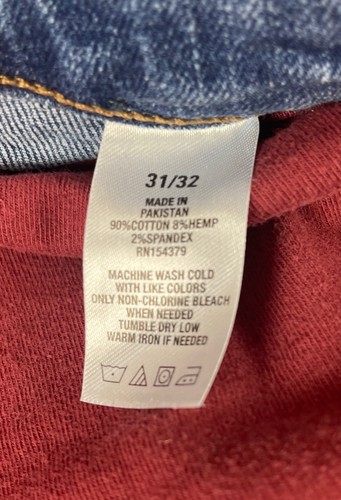 31/32
MADE IN
PAKISTAN
90%COTTON 8%HEMP
2%SPANDEX
RN154379
MACHINE WASH COLD
WITH LIKE COLORS
ONLY NON-CHLORINE BLEACH
WHEN NEEDED
TUMBLE DRY LOW
WARM IRON IF NEEDED